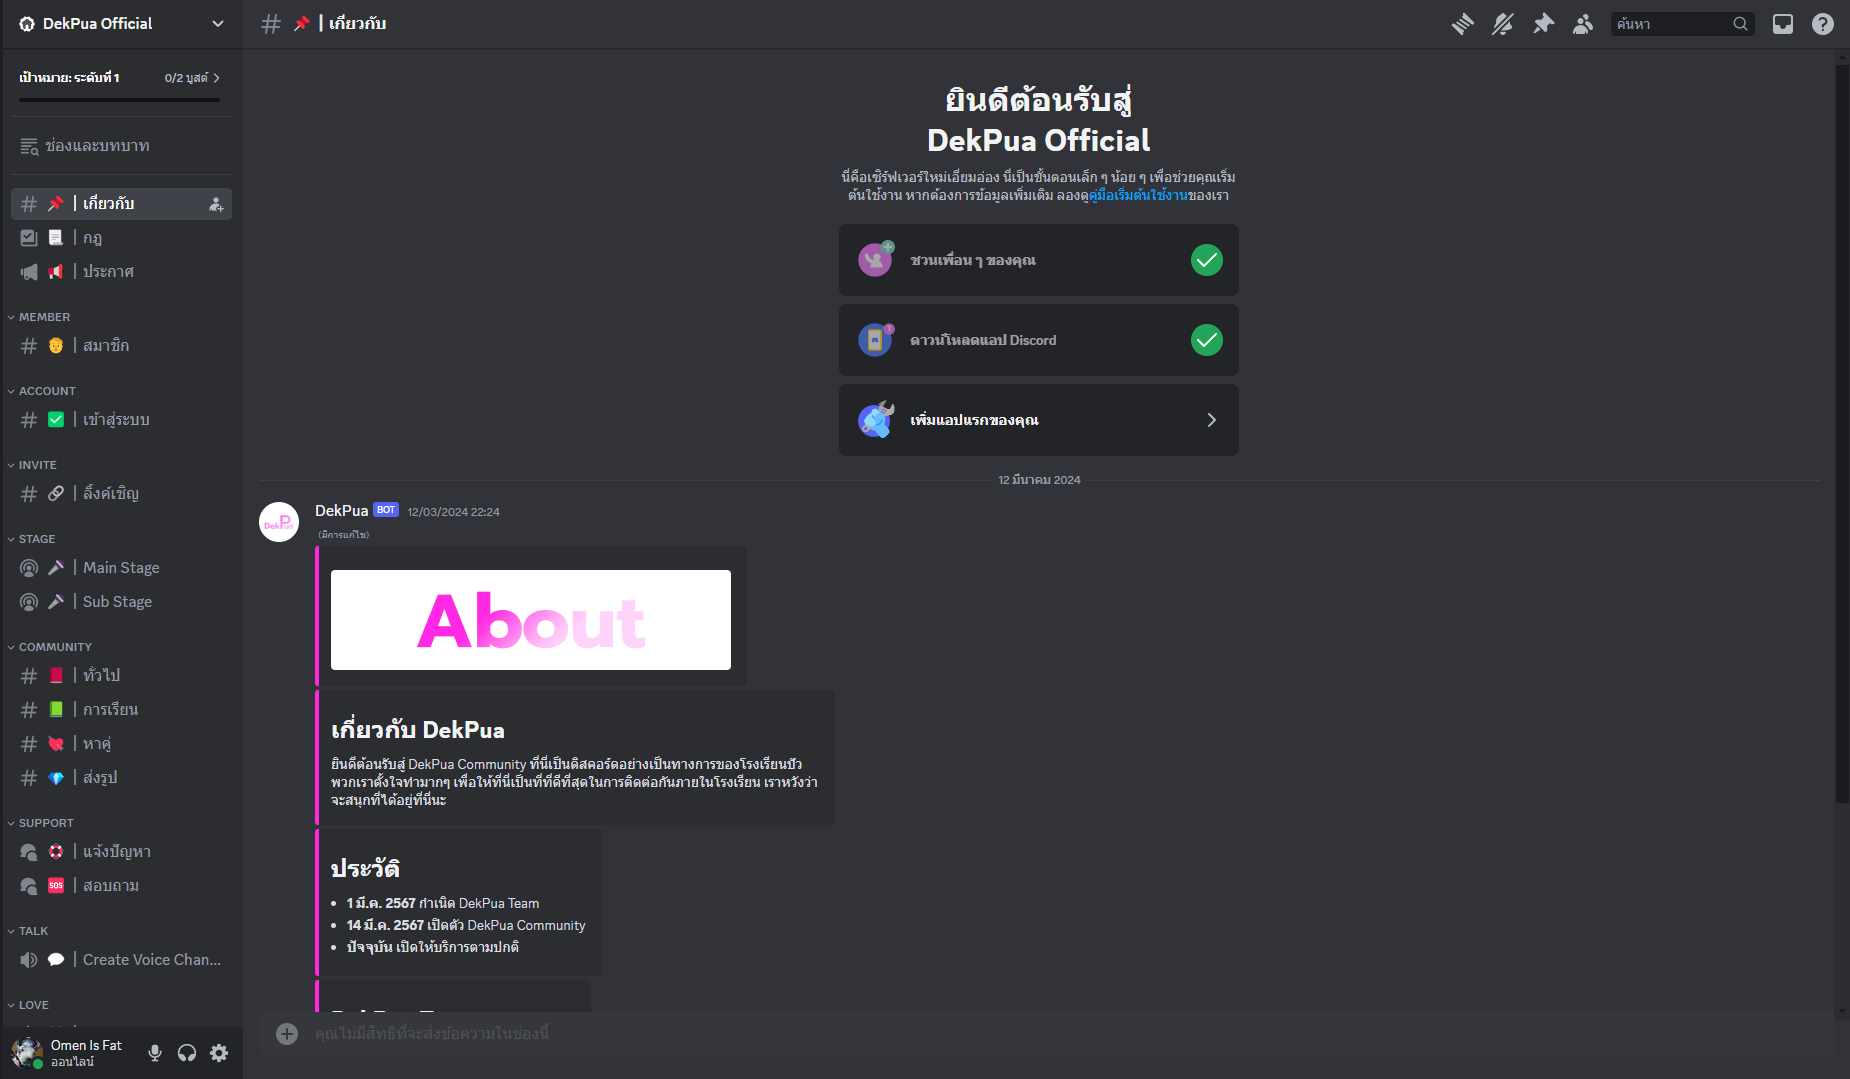 DekPua Official
เป้าหมาย: ระดับที่ 1
0/2 บูสต์
ช่องและบทบาท
| เกี่ยวกับ
| กฎ
| ประกาศ
MEMBER
| สมาชิก
ACCOUNT
| เข้าสู่ระบบ
INVITE
| ลิ้งค์เชิญ
STAGE
| Main Stage
| Sub Stage
COMMUNITY
| ทั่วไป
| การเรียน
| หาคู่
| ส่งรูป
SUPPORT
| แจ้งปัญหา
SOS | สอบถาม
TALK
| Create Voice Chan...
LOVE
Omen Is Fat
ออนไลน์
| เกี่ยวกับ
ค้นหา
ยินดีต้อนรับสู่
DekPua Official
นี่คือเซิร์ฟเวอร์ใหม่เอี่ยมอ่อง นี่เป็นขั้นตอนเล็ก ๆ น้อย ๆ เพื่อช่วยคุณเริ่ม
ต้นใช้งาน หากต้องการข้อมูลเพิ่มเติม ลองดูคู่มือเริ่มต้นใช้งานของเรา
ชวนเพื่อน ๆ ของคุณ
ดาวน์โหลดแอป Discord
เพิ่มแอปแรกของคุณ
12 มีนาคม 2024
DekPua
DekPua BOT 12/03/2024 22:24
(มีการแก้ไข)
About
เกี่ยวกับ DekPua
ยินดีต้อนรับสู่ DekPua Community ที่นี่เป็นดิสคอร์ดอย่างเป็นทางการของโรงเรียนปัว
พวกเราตั้งใจทำมากๆ เพื่อให้ที่นี่เป็นที่ที่ดีที่สุดในการติดต่อกันภายในโรงเรียน เราหวังว่า
จะสนุกที่ได้อยู่ที่นี่นะ
ประวัติ
• 1 มี.ค. 2567 กำเนิด DekPua Team
• 14 มี.ค. 2567 เปิดตัว DekPua Community
• ปัจจุบัน เปิดให้บริการตามปกติ
คุณไม่มีสิทธิที่จะส่งข้อความในช่องนี้